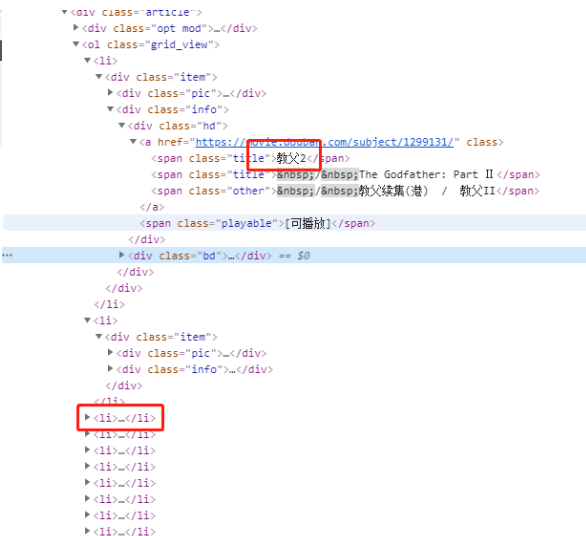 ▼<div class="article">
▶<div class="opt mod">…</div>
▼<ol class="grid_view">
▼<li>
▼<div class="item">
▶<div class="pic">…</div>
▼<div class="info">
▼<div class="hd">
▼<a href="https://movie.douban.com/subject/1299131/" class>
<span class="title">教父2</span>
<span class="title">&nbsp;/&nbsp;The Godfather: Part Ⅱ</span>
<span class="other">&nbsp;/&nbsp;教父续集(港) / 教父II</span>
</a>
<span class="playable">[可播放]</span>
</div>
…▶<div class="bd">…</div> == $0
</div>
</div>
</li>
▼<li>
▼<div class="item">
▶<div class="pic">…</div>
▶<div class="info">…</div>
</div>
</li>
▶<li>…</li>
▶<li>…</li>
▶<li>…</li>
▶<li>…</li>
▶<li>…</li>
▶<li>…</li>
▶<li>…</li>
▶<li>…</li>